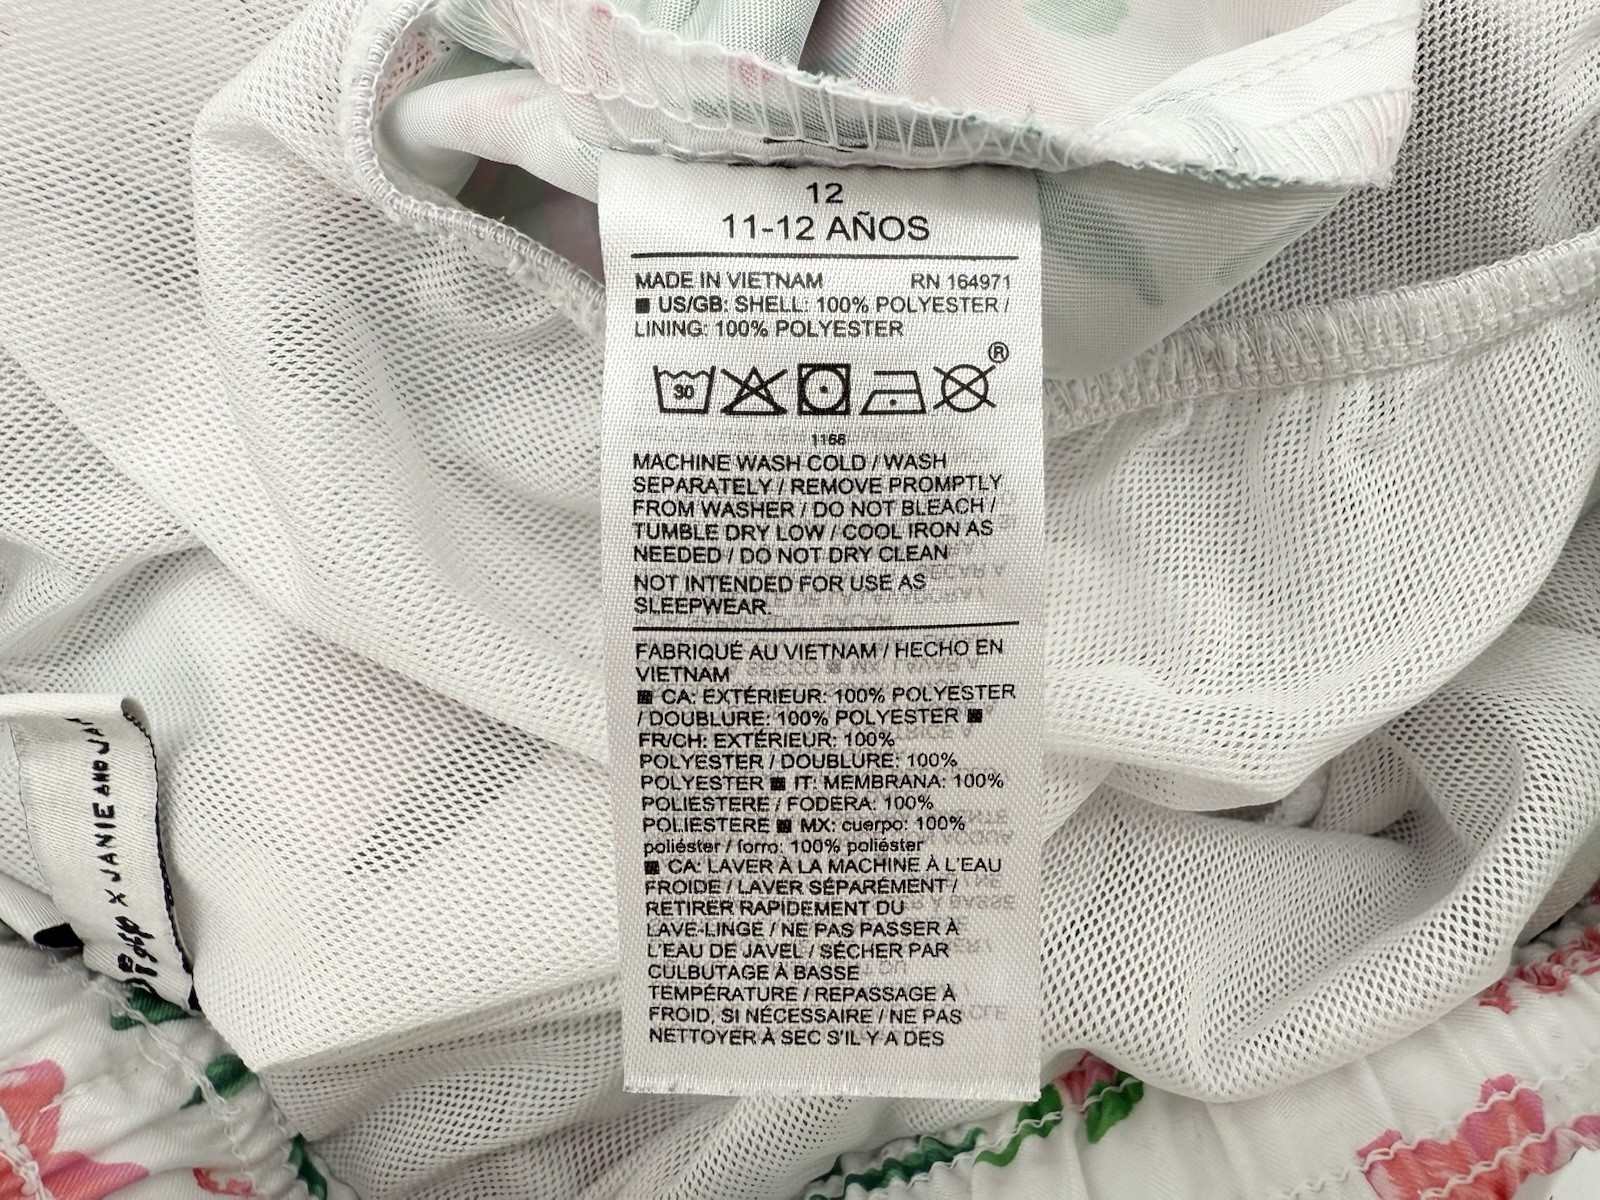 12
11-12 AÑOS
MADE IN VIETNAM RN 164971
■ US/GB: SHELL: 100% POLYESTER /
LINING: 100% POLYESTER
30
®
1168
MACHINE WASH COLD / WASH
SEPARATELY / REMOVE PROMPTLY
FROM WASHER / DO NOT BLEACH /
TUMBLE DRY LOW / COOL IRON AS
NEEDED / DO NOT DRY CLEAN
NOT INTENDED FOR USE AS
SLEEPWEAR.
FABRIQUÉ AU VIETNAM / HECHO EN
VIETNAM
■ CA: EXTÉRIEUR: 100% POLYESTER
/ DOUBLURE: 100% POLYESTER ■
FR/CH: EXTÉRIEUR: 100%
POLYESTER / DOUBLURE: 100%
POLYESTER ■ IT: MEMBRANA: 100%
POLIESTERE / FODERA: 100%
POLIESTERE ■ MX: cuerpo: 100%
poliéster / forro: 100% poliéster
■ CA: LAVER À LA MACHINE À L'EAU
FROIDE / LAVER SÉPARÉMENT /
RETIRER RAPIDEMENT DU
LAVE-LINGE / NE PAS PASSER À
L'EAU DE JAVEL / SÉCHER PAR
CULBUTAGE À BASSE
TEMPÉRATURE / REPASSAGE À
FROID, SI NÉCESSAIRE / NE PAS
NETTOYER À SEC S'IL Y A DES
X JANIE AND